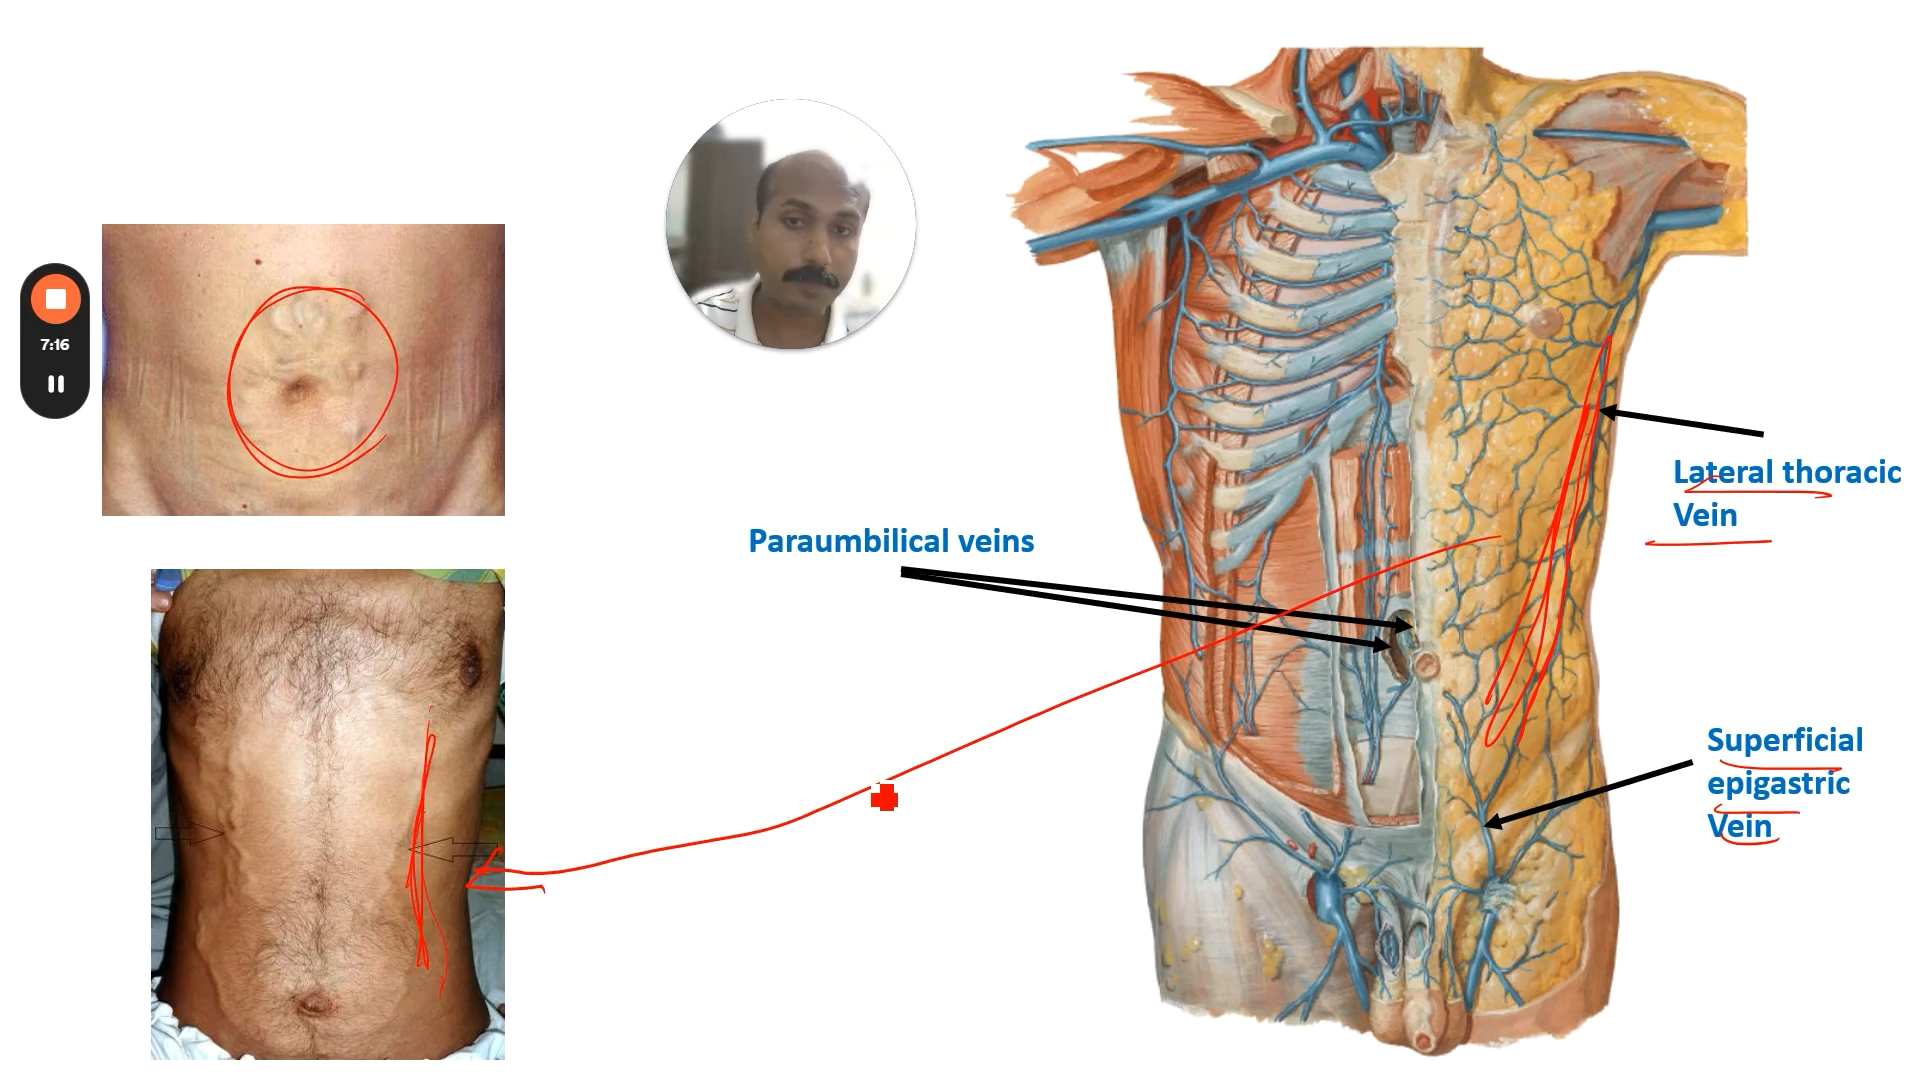 7:16
Paraumbilical veins
Lateral thoracic
Vein
Superficial
epigastric
Vein